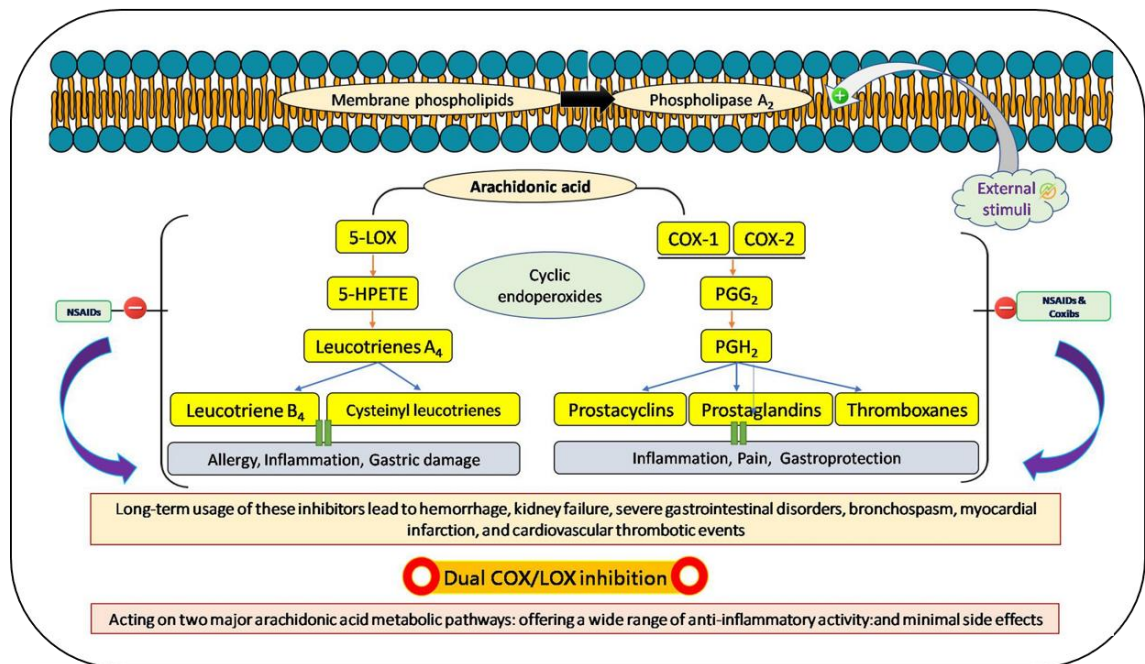 Membrane phospholipids
Phospholipase A₂
External
stimuli
Arachidonic acid
5-LOX
COX-1
COX-2
Cyclic
endoperoxides
5-HPETE
PGG₂
NSAIDs
NSAIDs &
Coxibs
Leucotrienes A₄
PGH₂
Leucotriene B₄
Cysteinyl leucotrienes
Prostacyclins
Prostaglandins
Thromboxanes
Allergy, Inflammation, Gastric damage
Inflammation, Pain, Gastroprotection
Long-term usage of these inhibitors lead to hemorrhage, kidney failure, severe gastrointestinal disorders, bronchospasm, myocardial
infarction, and cardiovascular thrombotic events
Dual COX/LOX inhibition
Acting on two major arachidonic acid metabolic pathways: offering a wide range of anti-inflammatory activity:and minimal side effects